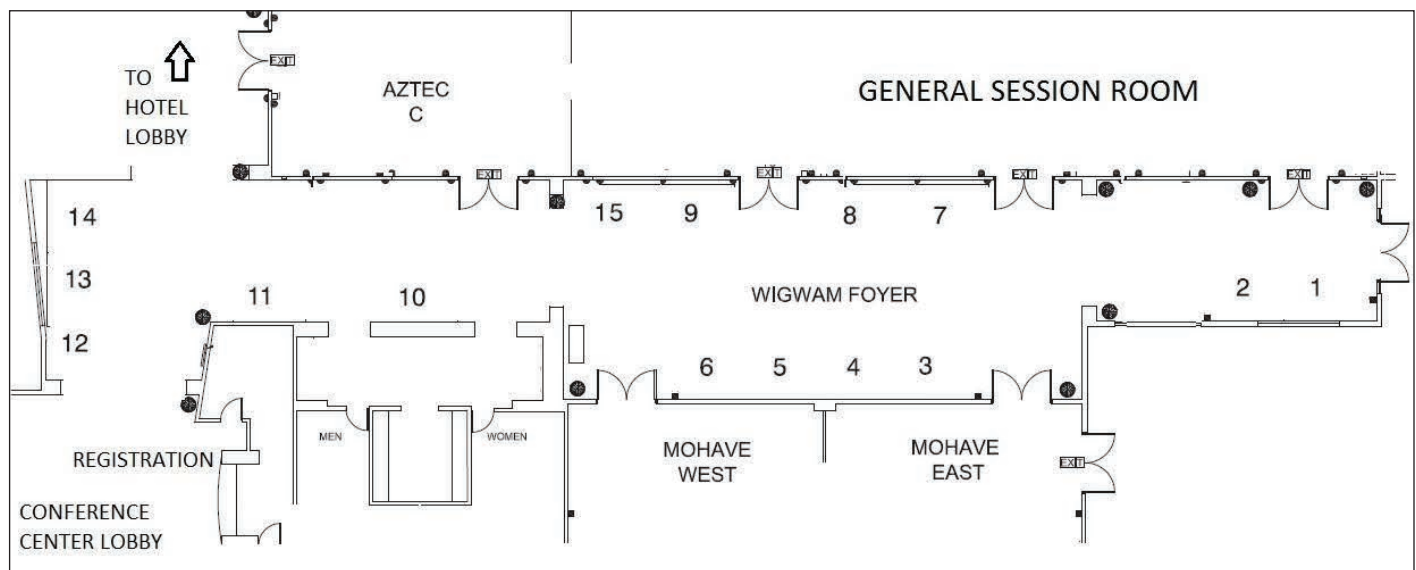 EXIT
TO
HOTEL
LOBBY
AZTEC
C
GENERAL SESSION ROOM
EXIT
EXIT
EXIT
EXIT
14
15
9
8
7
13
11
10
WIGWAM FOYER
2
1
12
6
5
4
3
MEN
WOMEN
REGISTRATION
MOHAVE
WEST
MOHAVE
EAST
EXIT
CONFERENCE
CENTER LOBBY